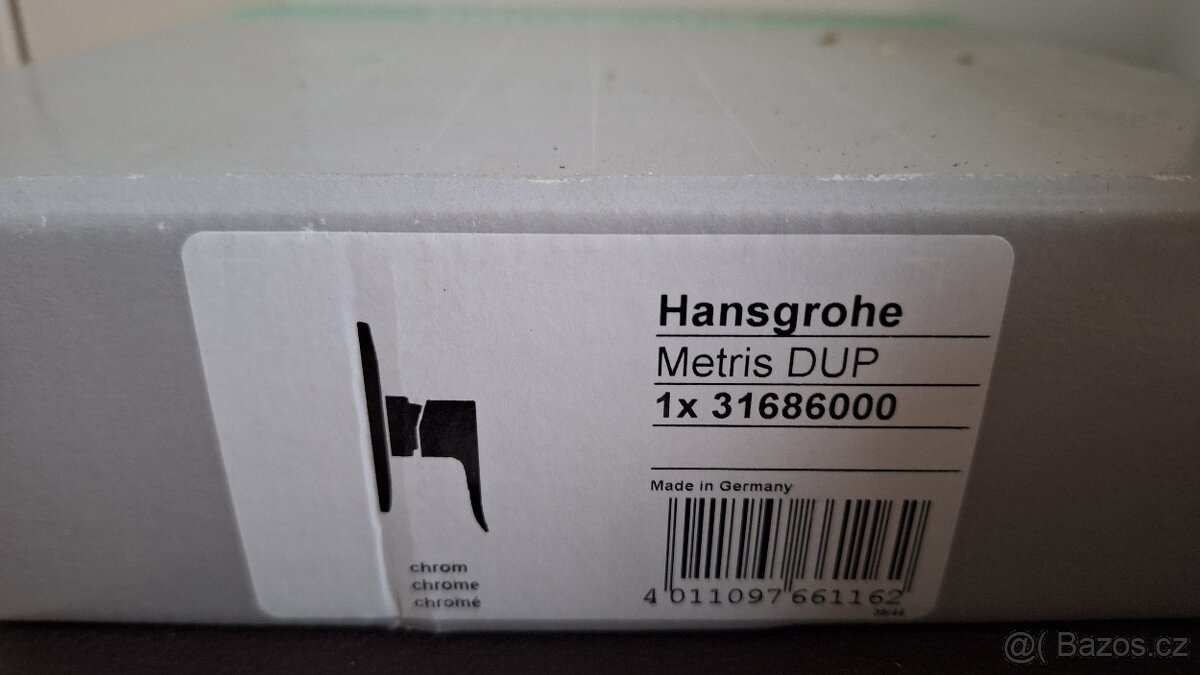 Hansgrohe
Metris DUP
1x 31686000
Made in Germany
chrom
chrome
chromé
4 011097 661162
@( Bazos.cz